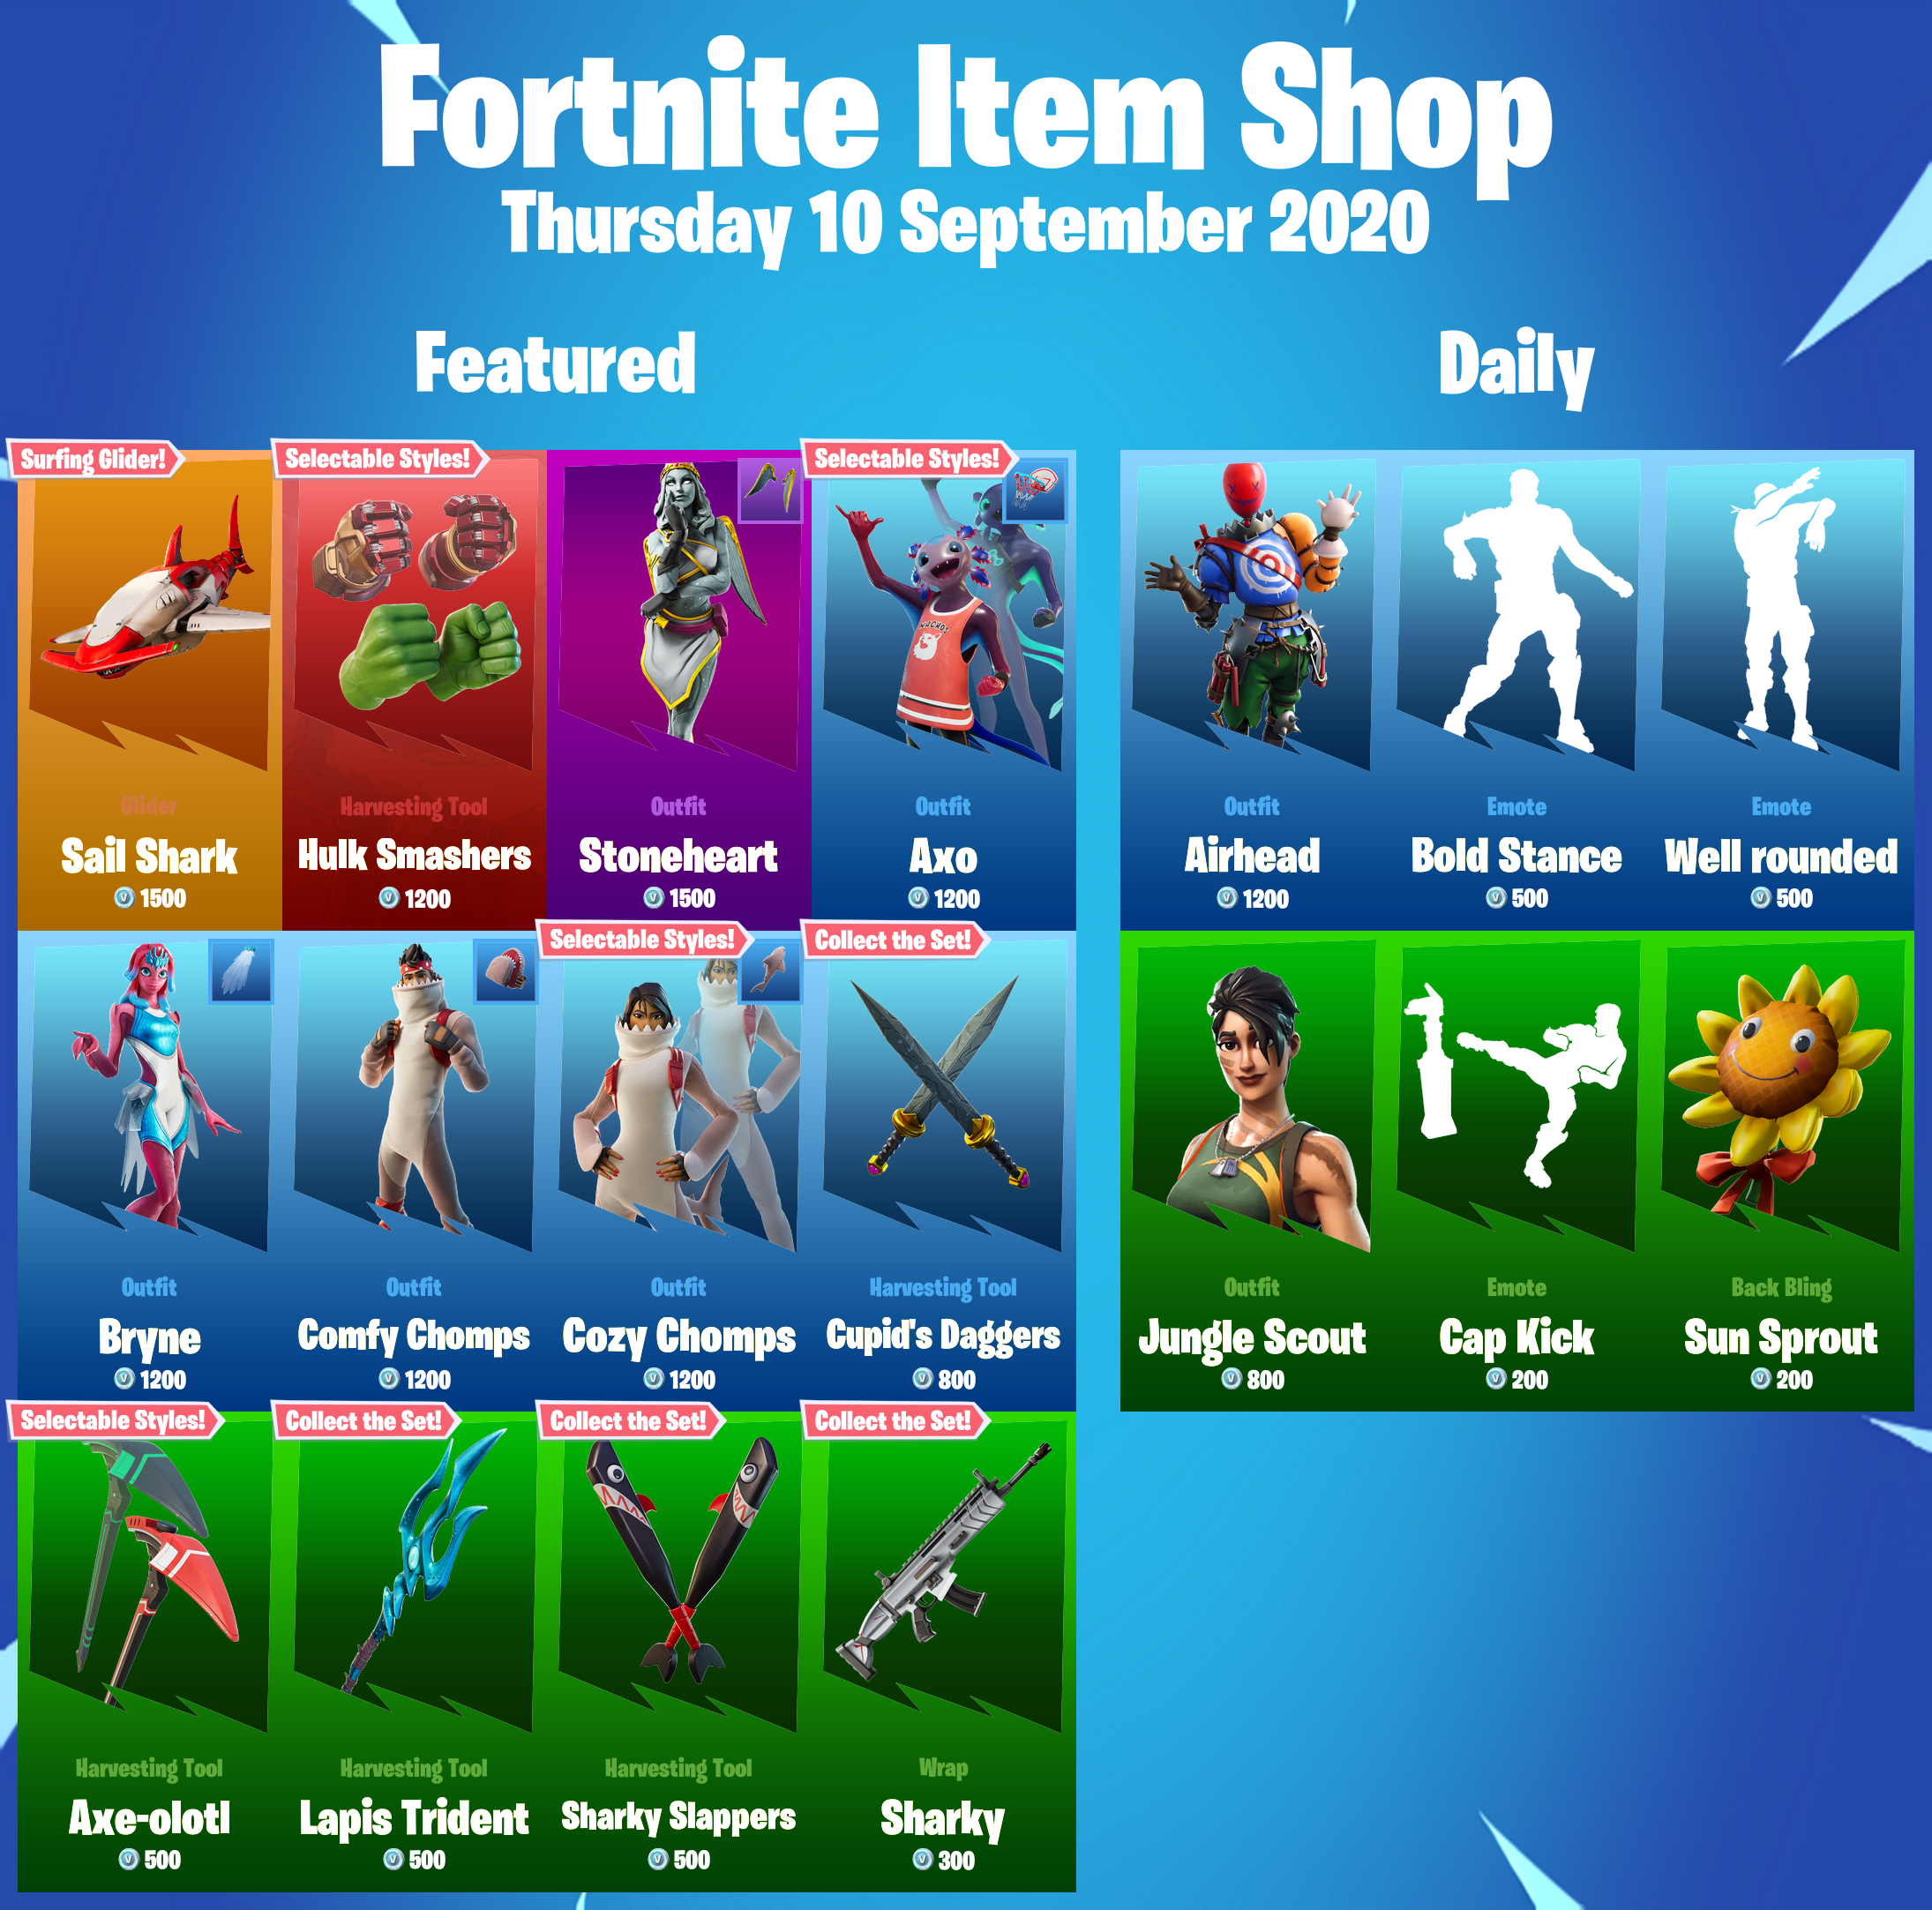 Fortnite Item Shop
Thursday 10 September 2020
Featured
Surfing Glider!
Glider
Sail Shark
V 1500
Selectable Styles!
Harvesting Tool
Hulk Smashers
V 1200
Outfit
Stoneheart
V 1500
Selectable Styles!
NACHOS
Outfit
Axo
V 1200
Outfit
Bryne
V 1200
Outfit
Comfy Chomps
V 1200
Selectable Styles!
Outfit
Cozy Chomps
V 1200
Collect the Set!
Harvesting Tool
Cupid's Daggers
V 800
Selectable Styles!
Harvesting Tool
Axe-olotl
V 500
Collect the Set!
Harvesting Tool
Lapis Trident
V 500
Collect the Set!
Harvesting Tool
Sharky Slappers
V 500
Collect the Set!
Wrap
Sharky
V 300
Daily
Outfit
Airhead
V 1200
Emote
Bold Stance
V 500
Emote
Well rounded
V 500
Outfit
Jungle Scout
V 800
Emote
Cap Kick
V 200
Back Bling
Sun Sprout
V 200